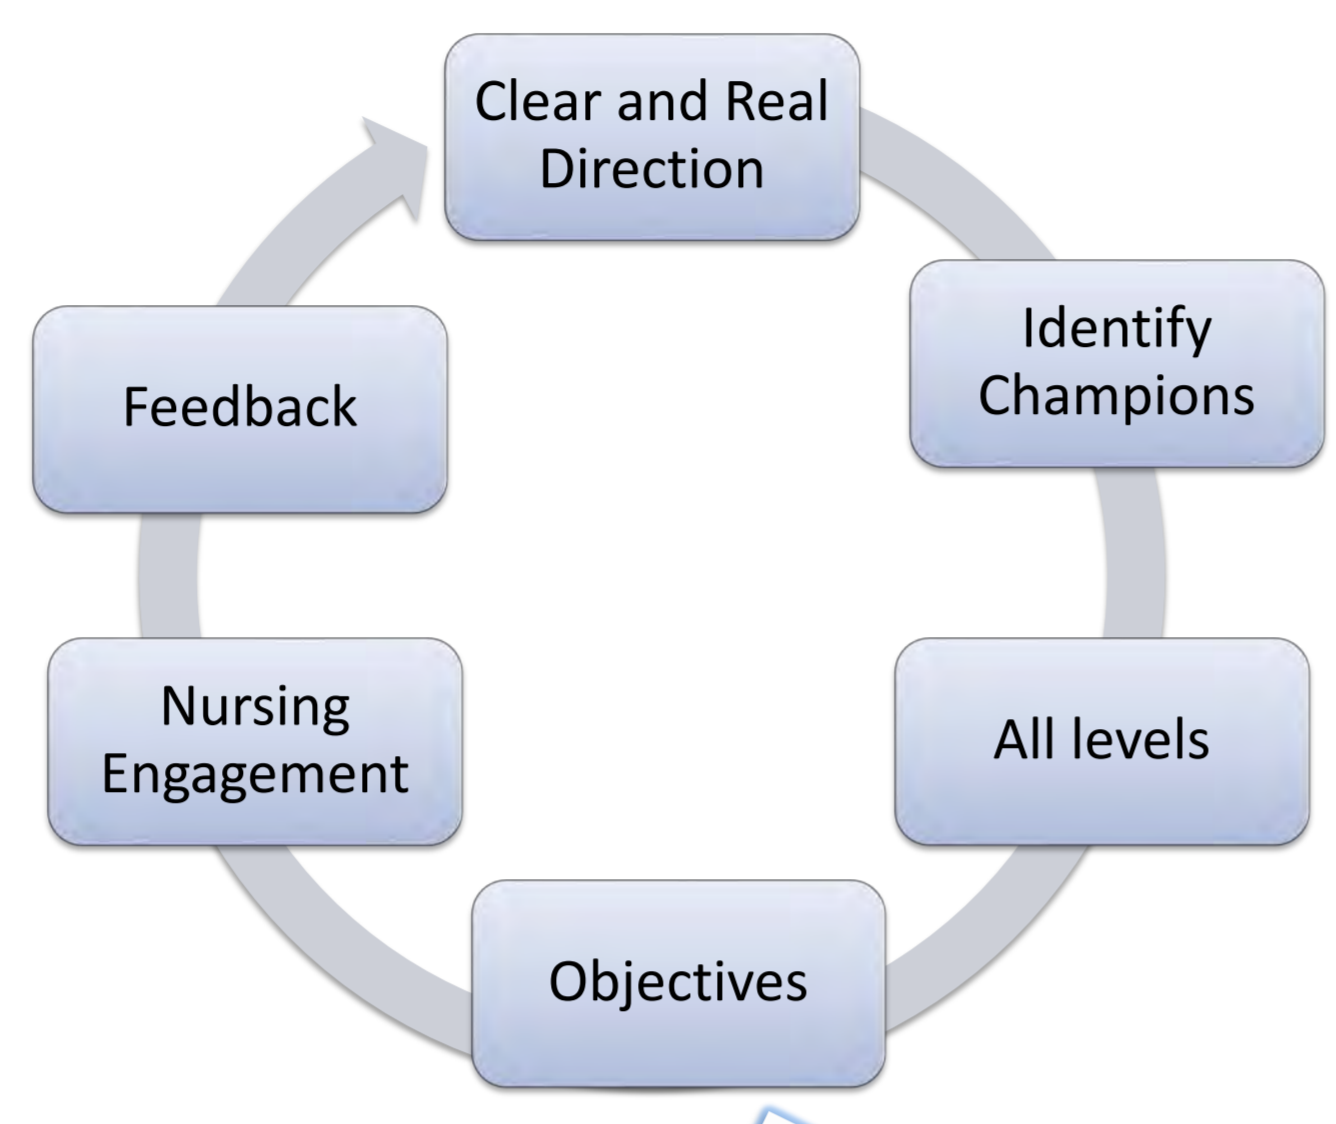 Clear and Real
Direction
Identify
Champions
All levels
Objectives
Nursing
Engagement
Feedback